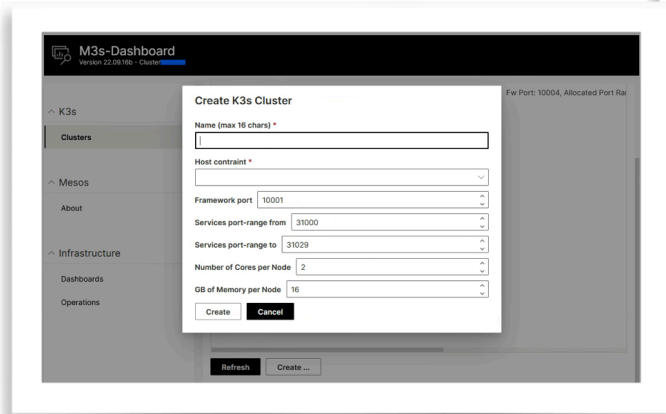 M3s-Dashboard
Version 22.09.16b - Cluster
Fw Port: 10004, Allocated Port Ra
K3s
Clusters
Mesos
About
Infrastructure
Dashboards
Operations
Create K3s Cluster
Name (max 16 chars) *
Host contraint *
Framework port 10001
Services port-range from 31000
Services port-range to 31029
Number of Cores per Node 2
GB of Memory per Node 16
Create Cancel
Refresh Create ...